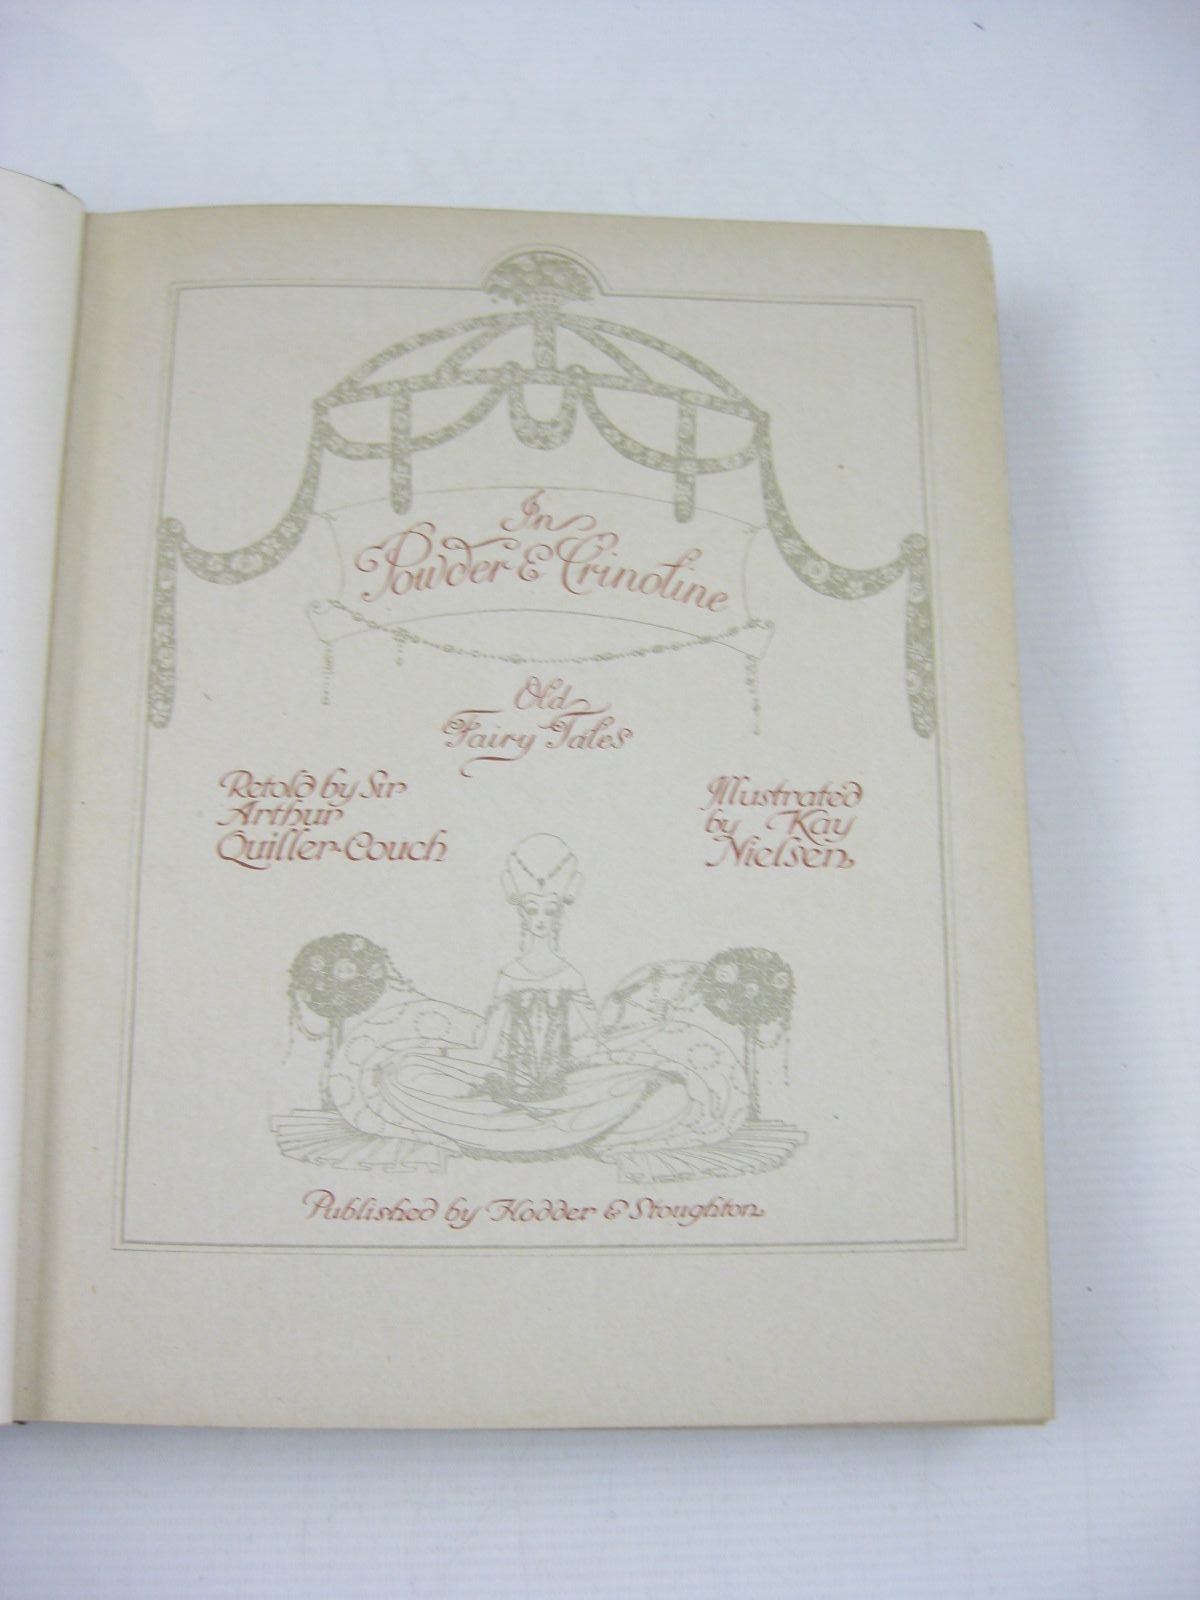 In
Powder & Crinoline
Old
Fairy Tales
Retold by Sir
Arthur
Quiller-Couch
Illustrated
by Kay
Nielsen
Published by Hodder & Stoughton